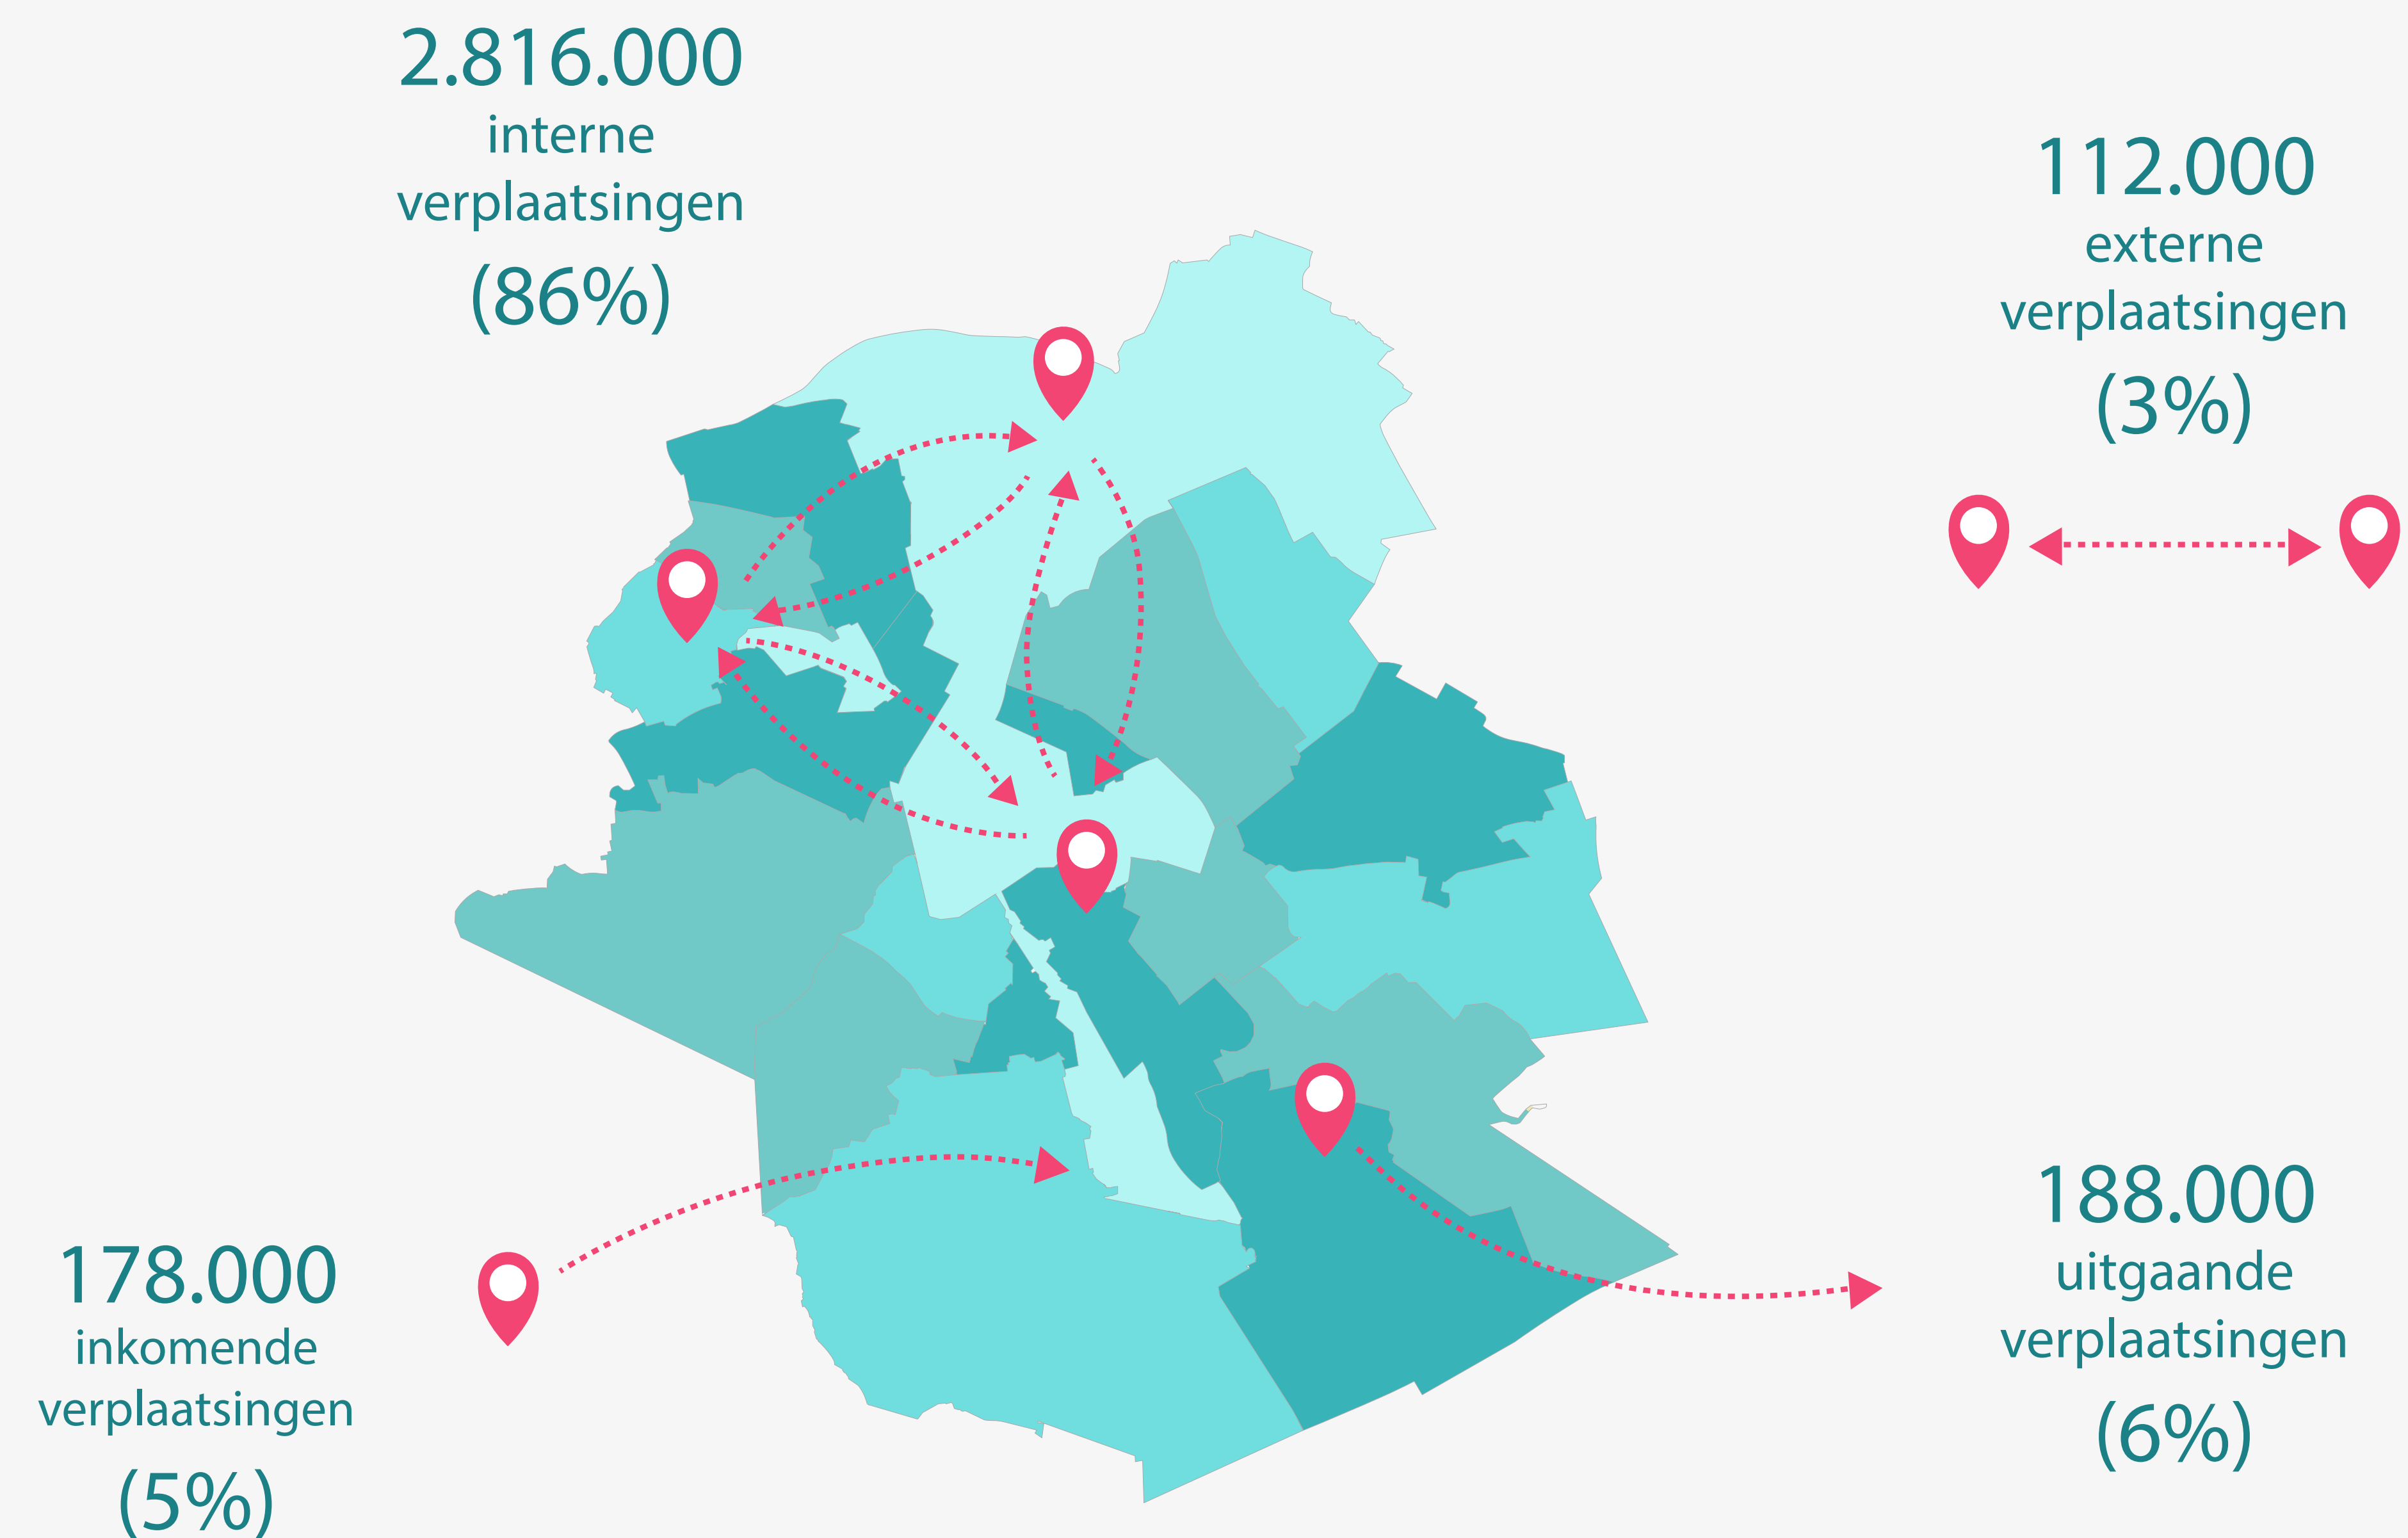 2.816.000
interne
verplaatsingen
(86%)
112.000
externe
verplaatsingen
(3%)
178.000
inkomende
verplaatsingen
(5%)
188.000
uitgaande
verplaatsingen
(6%)